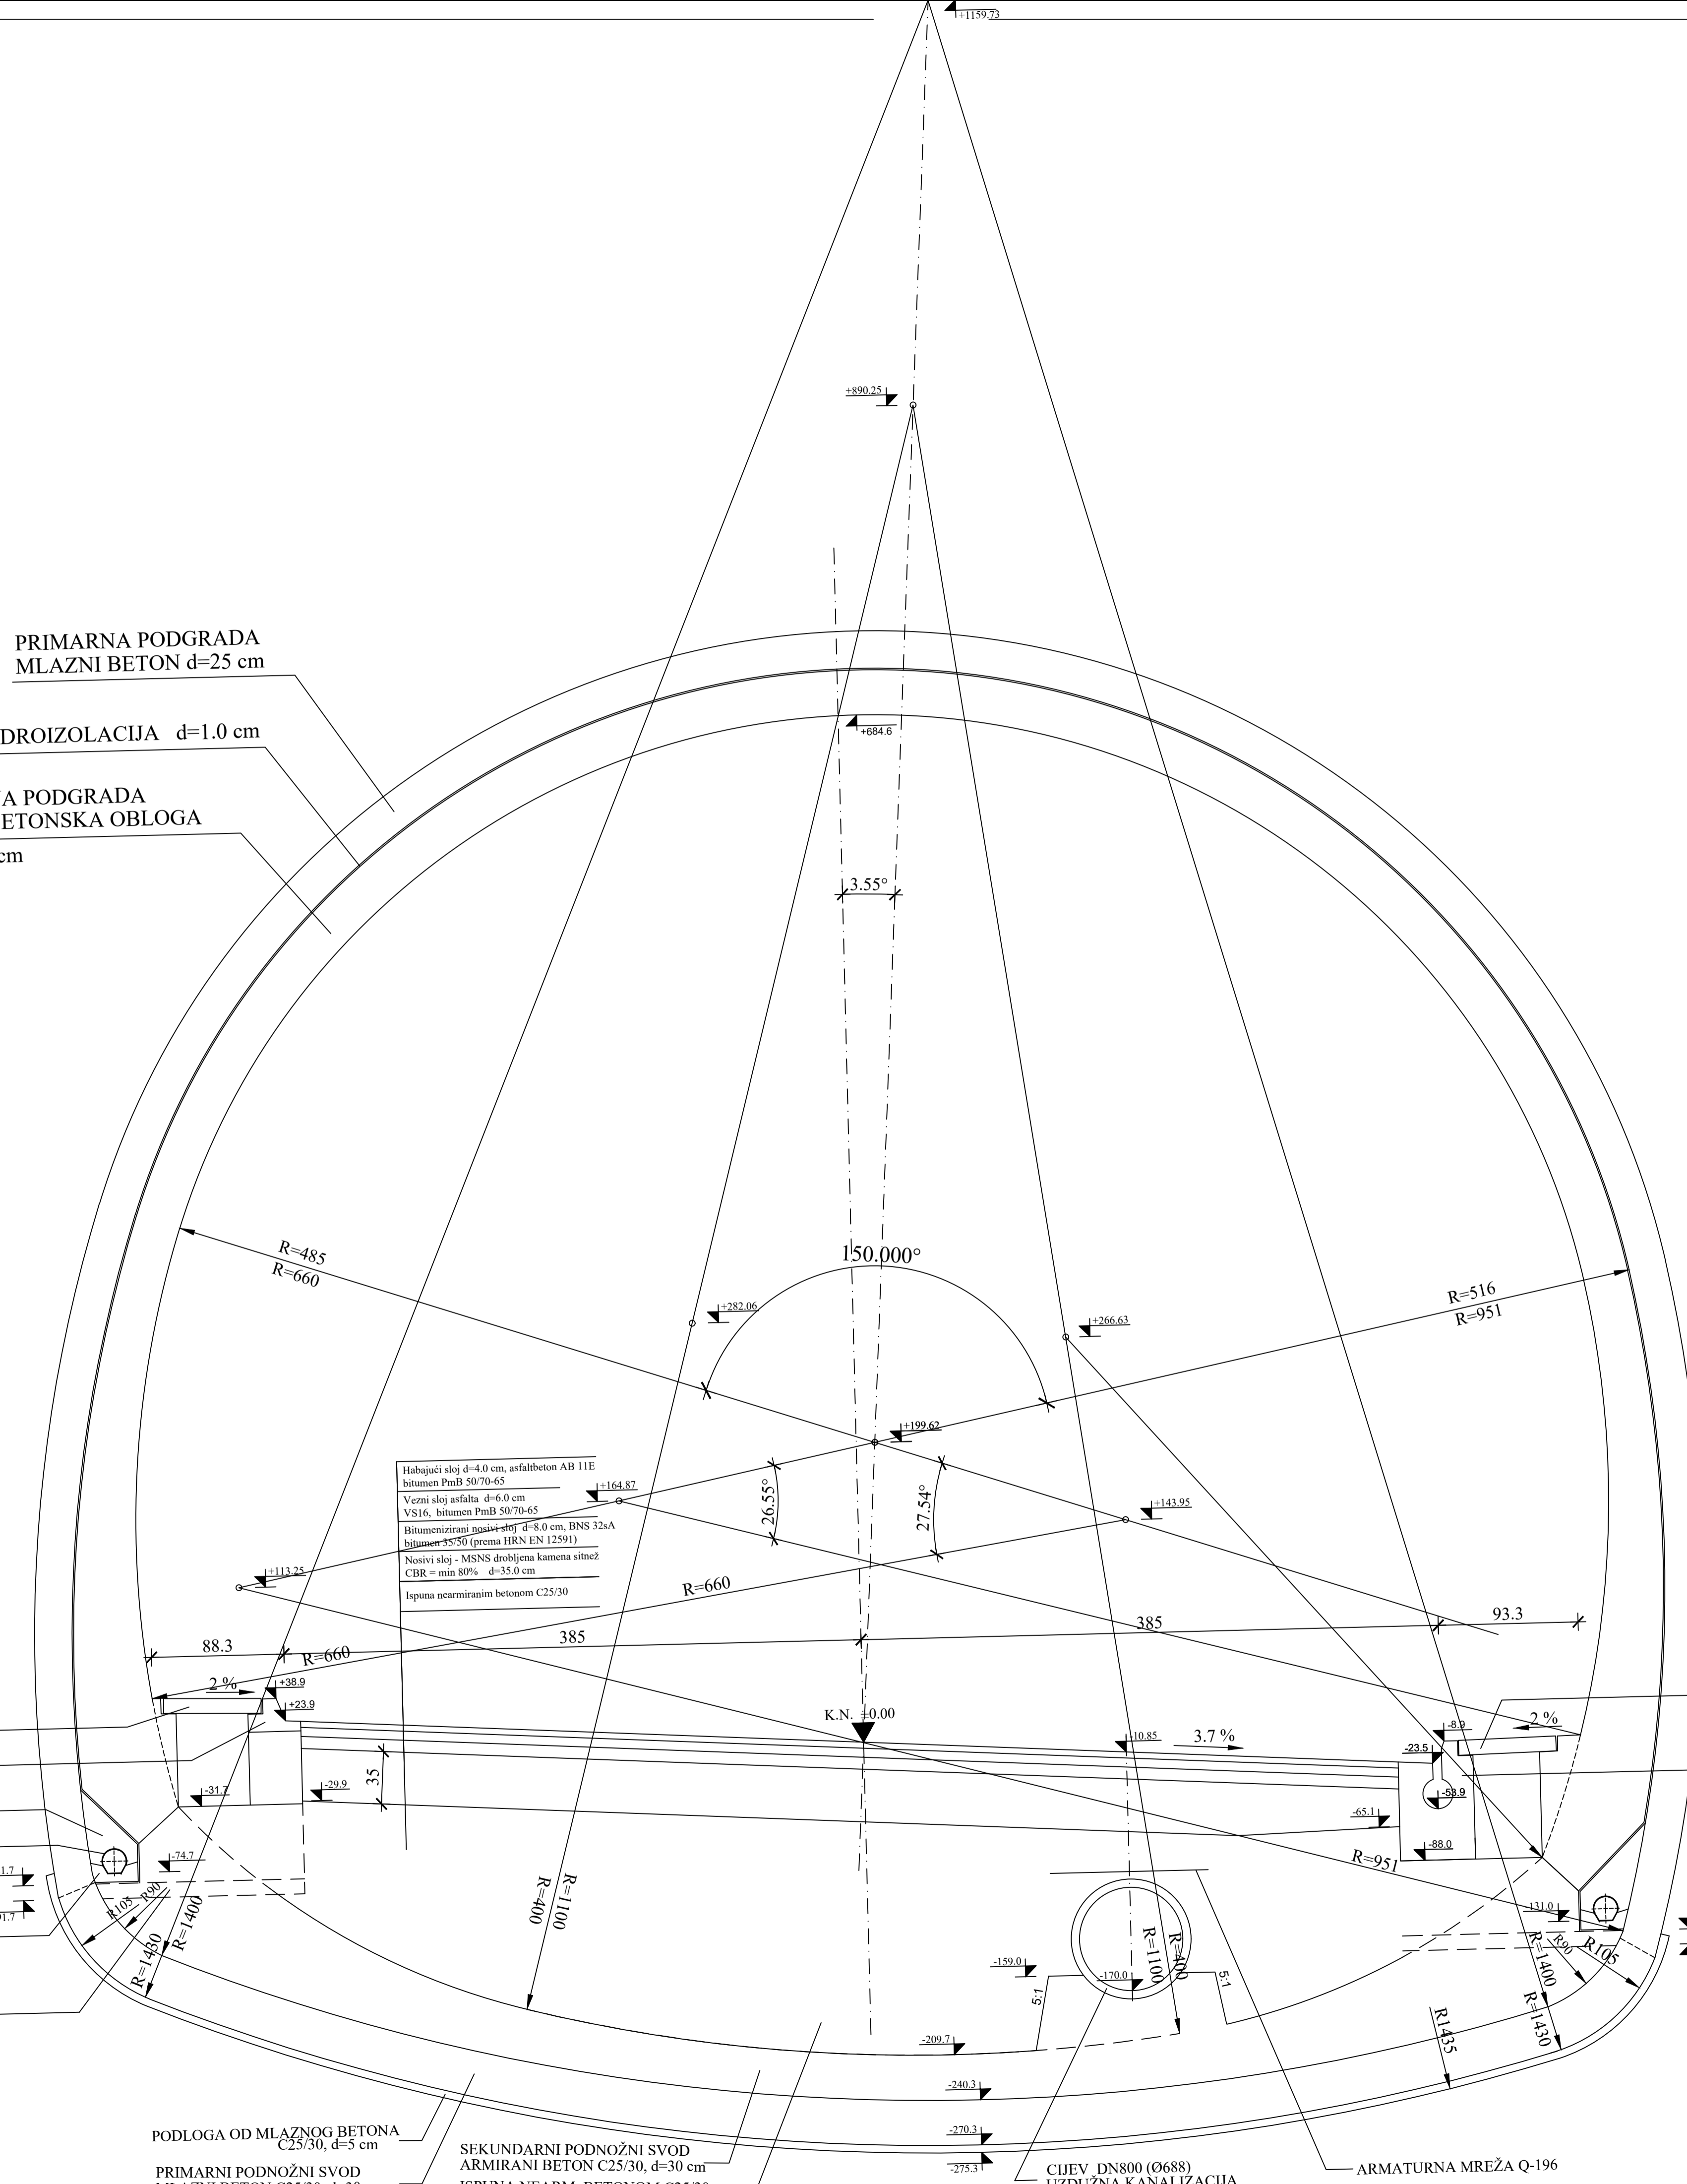 +1159.73
+890.25
PRIMARNA PODGRADA
MLAZNI BETON d=25 cm
DROIZOLACIJA d=1.0 cm
+684.6
PODGRADA
ETONSKA OBLOGA
cm
3.55°
R=485
R=660
150.000°
R=516
R=951
+282.06
+266.63
+199.62
Habajući sloj d=4.0 cm, asfaltbeton AB 11E
bitumen PmB 50/70-65
Vezni sloj asfalta d=6.0 cm
VS16, bitumen PmB 50/70-65
Bitumenizirani nosivi sloj d=8.0 cm, BNS 32sA
bitumen 35/50 (prema HRN EN 12591)
Nosivi sloj - MSNS drobljena kamena sitnež
CBR = min 80% d=35.0 cm
Ispuna nearmiranim betonom C25/30
+164.87
26.55°
27.54°
+143.95
+113.25
R=660
88.3
385
385
93.3
R=660
2 %
+38.9
+23.9
K.N. ±0.00
-10.85
3.7 %
-8.9
2 %
-23.5
35
-31.7
-29.9
-53.9
-65.1
-88.0
-74.7
R=951
1.7
91.7
R105
R90
R=1400
R=1430
R=1100
R=400
-131.0
R=1100
R=400
-159.0
-170.0
5:1
5:1
R90
R105
R=1400
R=1430
R1435
-209.7
-240.3
-270.3
-275.3
PODLOGA OD MLAZNOG BETONA
C25/30, d=5 cm
PRIMARNI PODNOŽNI SVOD
SEKUNDARNI PODNOŽNI SVOD
ARMIRANI BETON C25/30, d=30 cm
CIJEV DN800 (Ø688)
UZDUŽNA KANALIZACIJA
ARMATURNA MREŽA Q-196